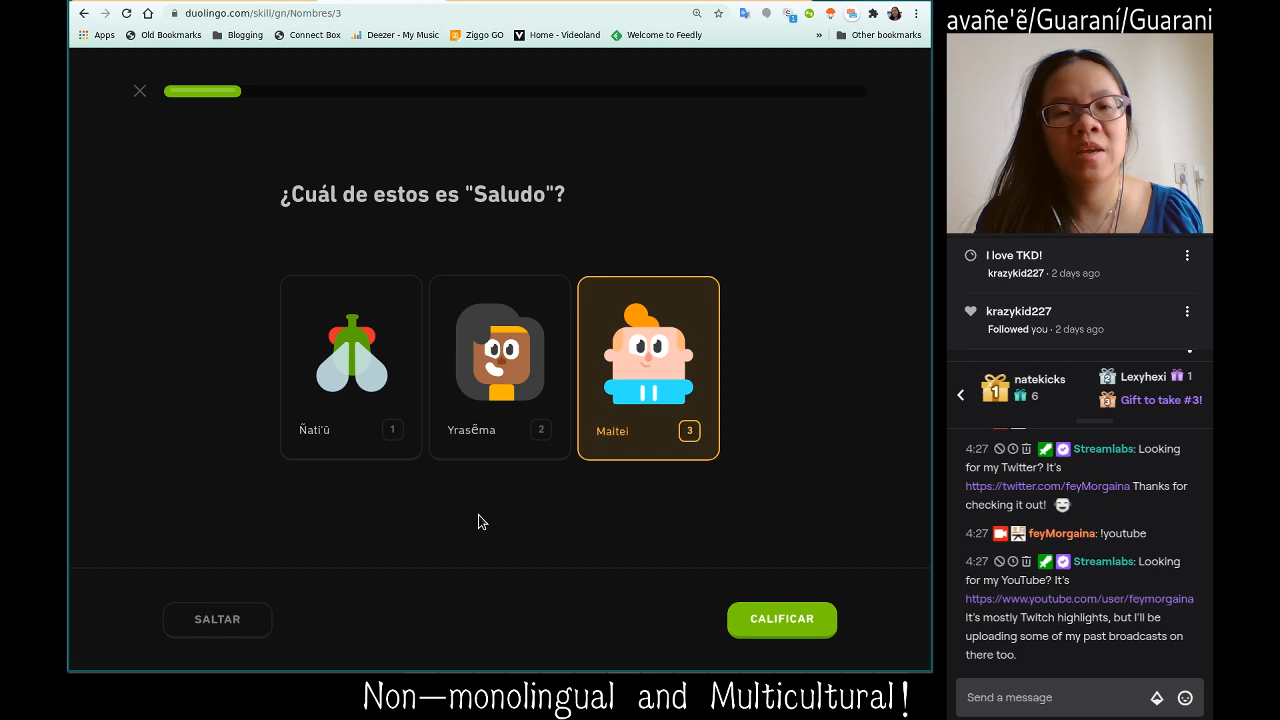 duolingo.com/skill/gn/Nombres/3
Apps
Old Bookmarks
Blogging
Connexbox
Deezer - My Music
Ziggo GO
Home - Videoland
Welcome to Feedly
»
Other bookmarks
¿Cuál de estos es "Saludo"?
Ñati'ũ
1
Yrasẽma
2
Maitei
3
SALTAR
CALIFICAR
avañe'ẽ/Guaraní/Guarani
I love TKD!
krazykid227 · 2 days ago
krazykid227
Followed you · 2 days ago
1
natekicks
6
Lexyhexi 1
Gift to take #3!
4:27 Streamlabs: Looking
for my Twitter? It's
https://twitter.com/feyMorgaina Thanks for
checking it out!
4:27 feyMorgaina: !youtube
4:27 Streamlabs: Looking
for my YouTube? It's
https://www.youtube.com/user/feymorgaina
It's mostly Twitch highlights, but I'll be
uploading some of my past broadcasts on
there too.
Send a message
Non-monolingual and Multicultural!